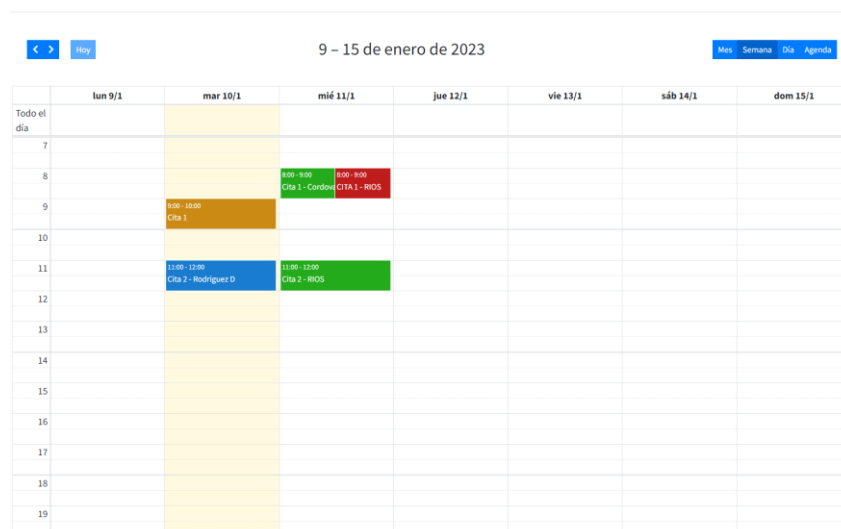 Hoy
9 – 15 de enero de 2023
Mes Semana Día Agenda
lun 9/1 mar 10/1 mié 11/1 jue 12/1 vie 13/1 sáb 14/1 dom 15/1
Todo el
día
7
8
8:00 - 9:00 8:00 - 9:00
Cita 1 - Cordova CITA 1 - RIOS
9
9:00 - 10:00
Cita 1
10
11
11:00 - 12:00 11:00 - 12:00
Cita 2 - Rodriguez D Cita 2 - RIOS
12
13
14
15
16
17
18
19